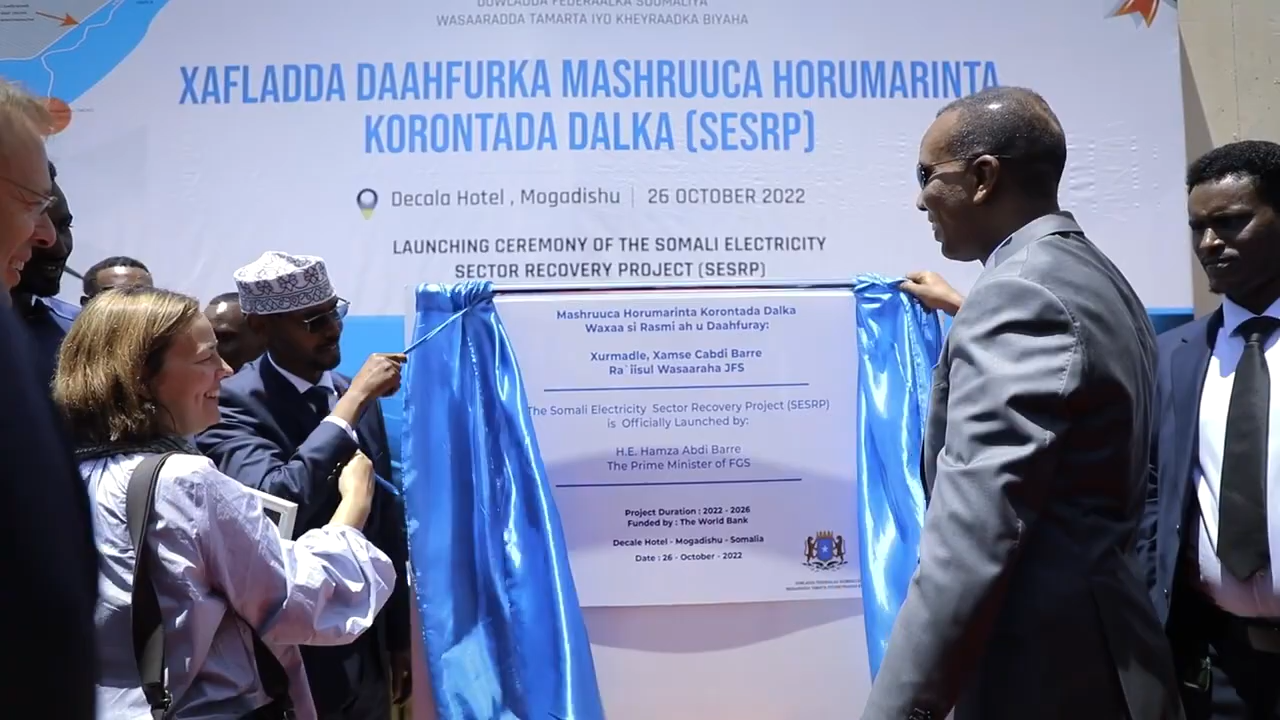 DOWLADDA FEDERAALKA SOOMALIYA
WASAARADDA TAMARTA IYO KHEYRAADKA BIYAHA
XAFLADDA DAAHFURKA MASHRUUCA HORUMARINTA
KORONTADA DALKA (SESRP)
Decala Hotel , Mogadishu | 26 OCTOBER 2022
LAUNCHING CEREMONY OF THE SOMALI ELECTRICITY
SECTOR RECOVERY PROJECT (SESRP)
Mashruuca Horumarinta Korontada Dalka
Waxaa si Rasmi ah u Daahfuray:
Xurmadle, Xamse Cabdi Barre
Ra`iisul Wasaaraha JFS
The Somali Electricity Sector Recovery Project (SESRP)
is Officially Launched by:
H.E. Hamza Abdi Barre
The Prime Minister of FGS
Project Duration : 2022 - 2026
Funded by : The World Bank
Decale Hotel - Mogadishu - Somalia
Date : 26 - October - 2022